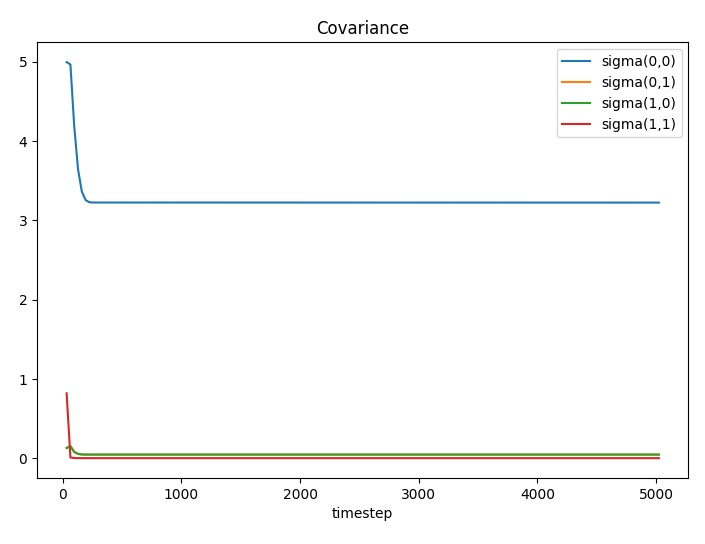 Covariance
sigma(0,0)
sigma(0,1)
sigma(1,0)
sigma(1,1)
5
4
3
2
1
0
0 1000 2000 3000 4000 5000
timestep